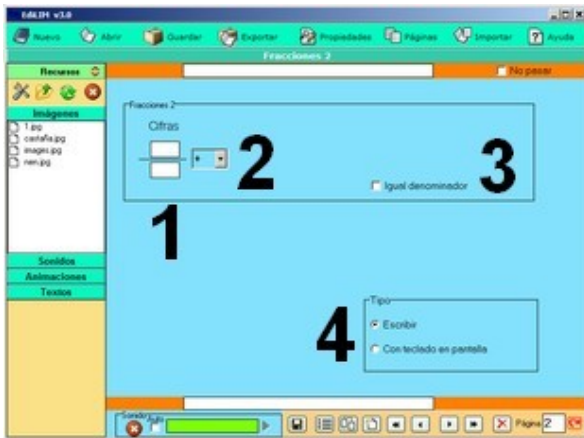 EdiLIM v3.0
Nuevo Abrir Guardar Exportar Propiedades Páginas Importar Ayuda
Fracciones 2
Recursos
No pasar
Imágenes
1.jpg
castaña.jpg
images.jpg
nen.jpg
Fracciones 2
Cifras
+
1
2
3
Igual denominador
Sonidos
Animaciones
Textos
4
Tipo
Escribir
Con teclado en pantalla
Sonidos
Página 2